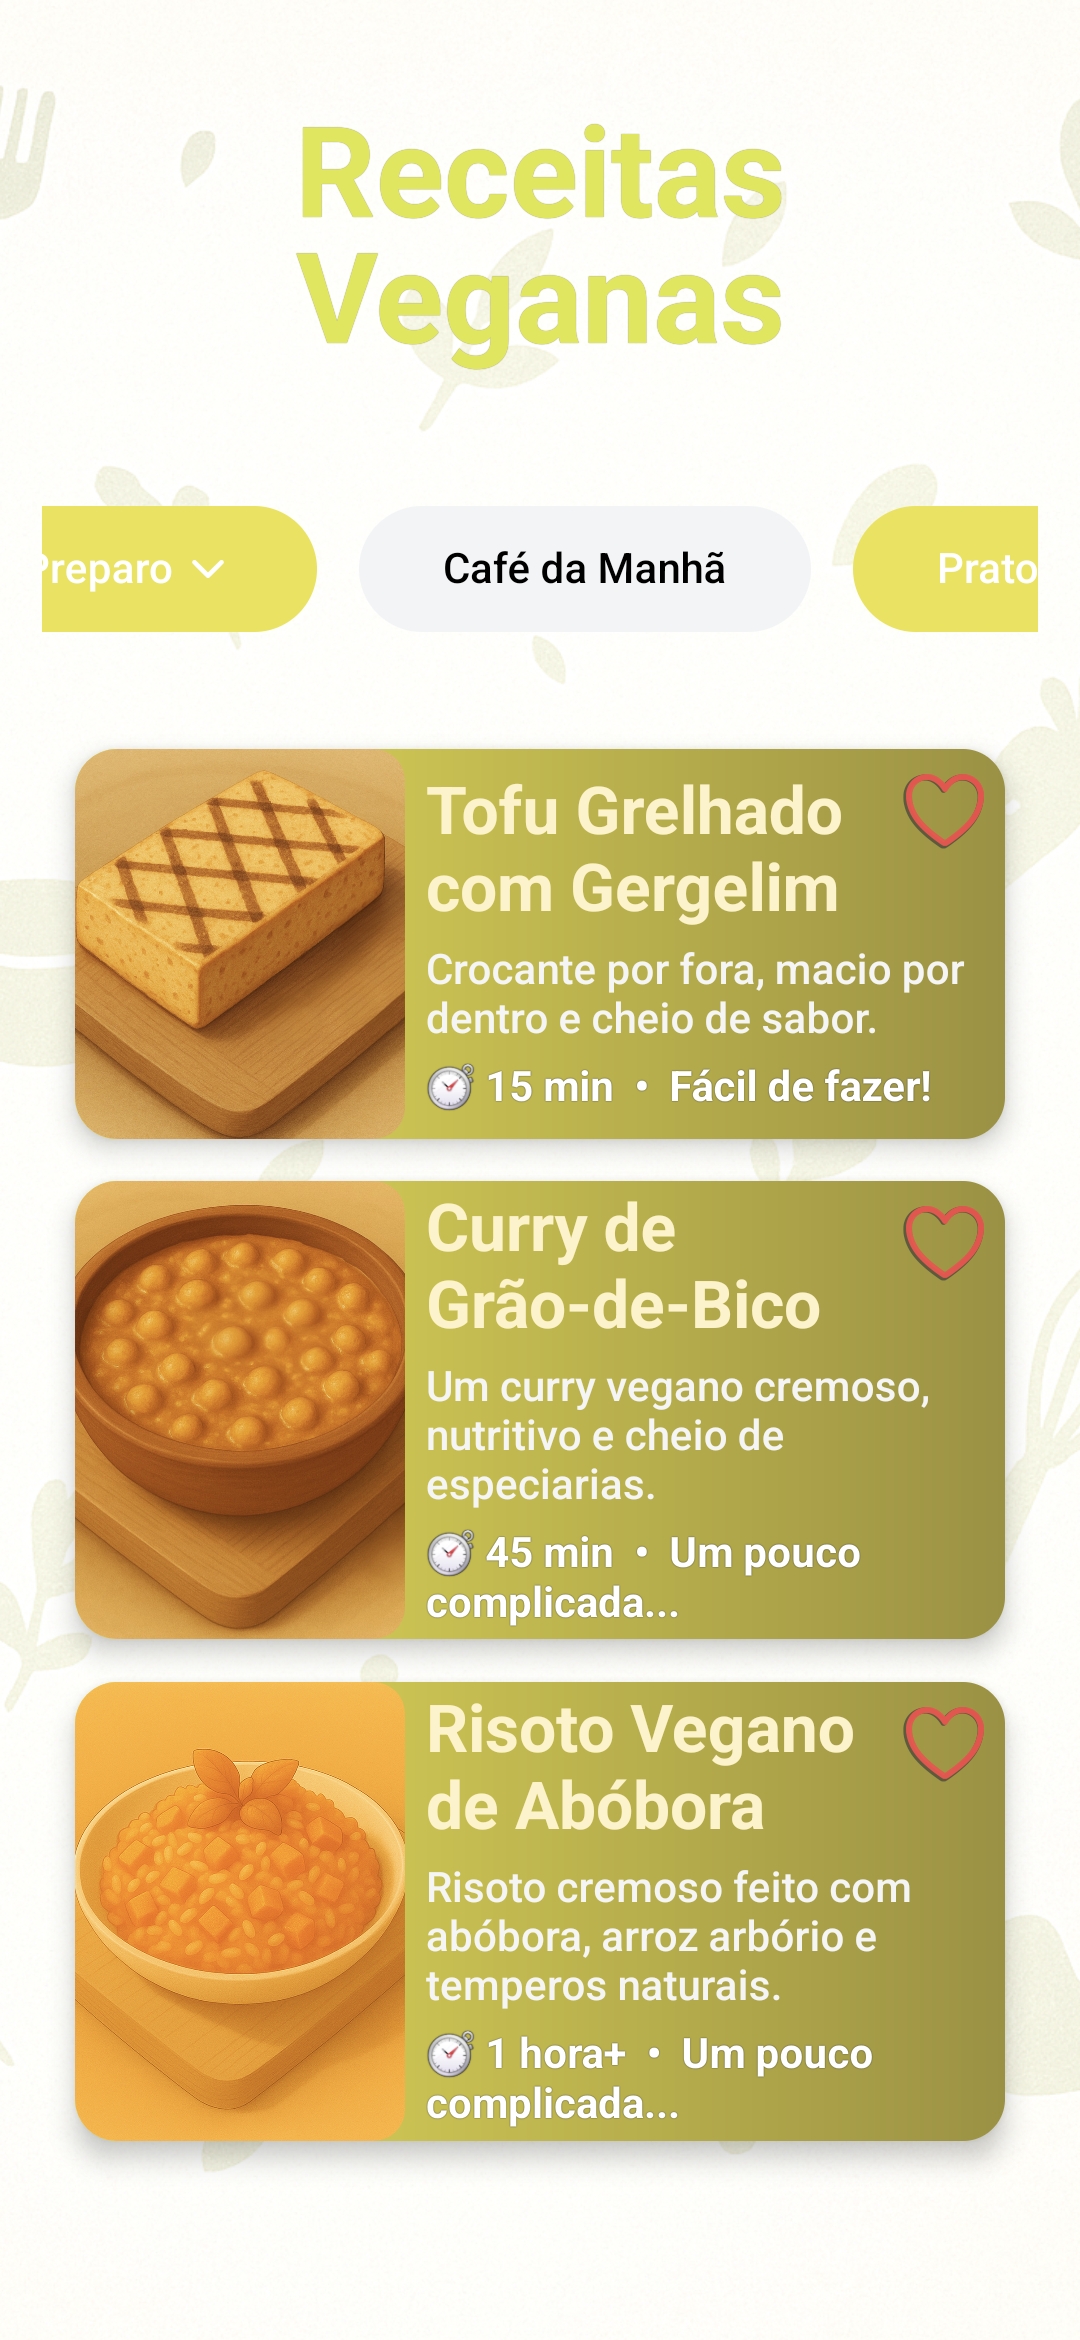 Receitas
Veganas
Preparo
Café da Manhã
Prato
Tofu Grelhado
com Gergelim
Crocante por fora, macio por
dentro e cheio de sabor.
15 min • Fácil de fazer!
Curry de
Grão-de-Bico
Um curry vegano cremoso,
nutritivo e cheio de
especiarias.
45 min • Um pouco
complicada...
Risoto Vegano
de Abóbora
Risoto cremoso feito com
abóbora, arroz arbório e
temperos naturais.
1 hora+ • Um pouco
complicada...